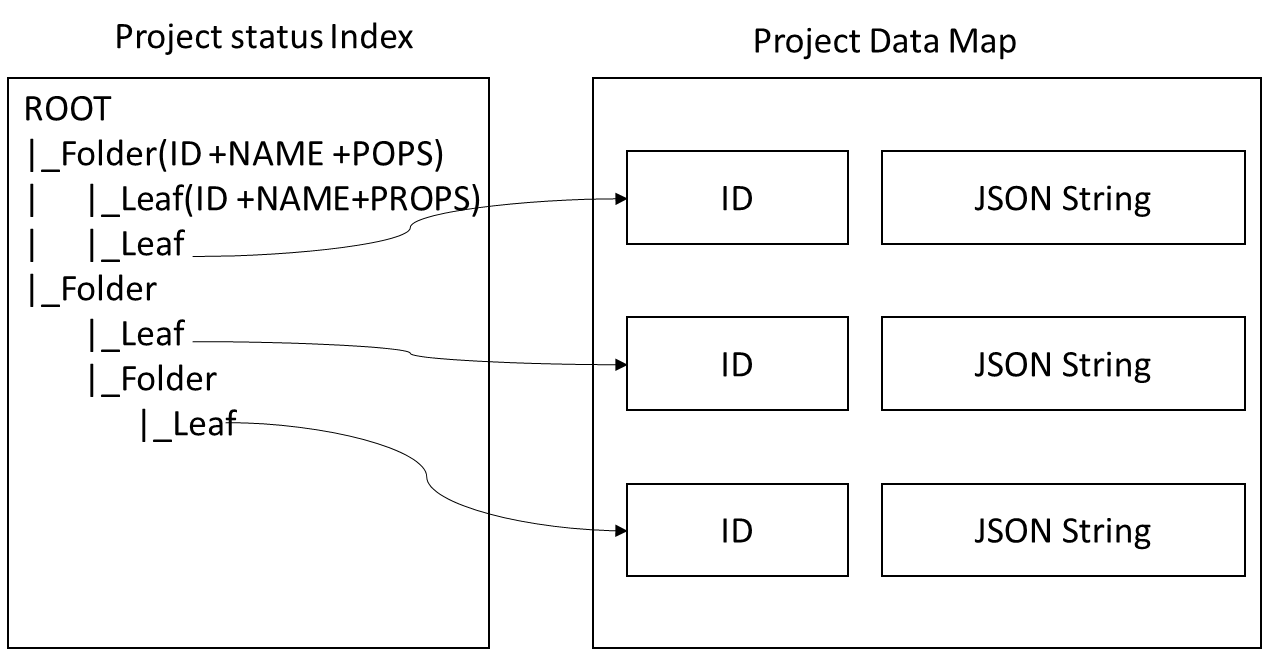 Project status Index
ROOT
|_Folder(ID +NAME +POPS)
|    |_Leaf(ID +NAME+PROPS)
|    |_Leaf
|_Folder
     |_Leaf
     |_Folder
          |_Leaf
Project Data Map
ID JSON String
ID JSON String
ID JSON String